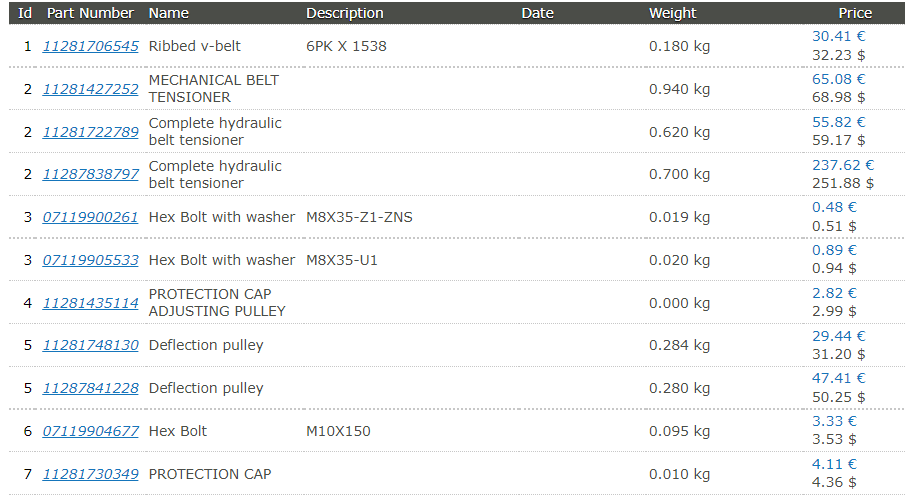 Id Part Number Name Description Date Weight Price
1 11281706545 Ribbed v-belt 6PK X 1538 0.180 kg 30.41 €
32.23 $
2 11281427252 MECHANICAL BELT
TENSIONER 0.940 kg 65.08 €
68.98 $
2 11281722789 Complete hydraulic
belt tensioner 0.620 kg 55.82 €
59.17 $
2 11287838797 Complete hydraulic
belt tensioner 0.700 kg 237.62 €
251.88 $
3 07119900261 Hex Bolt with washer M8X35-Z1-ZNS 0.019 kg 0.48 €
0.51 $
3 07119905533 Hex Bolt with washer M8X35-U1 0.020 kg 0.89 €
0.94 $
4 11281435114 PROTECTION CAP
ADJUSTING PULLEY 0.000 kg 2.82 €
2.99 $
5 11281748130 Deflection pulley 0.284 kg 29.44 €
31.20 $
5 11287841228 Deflection pulley 0.280 kg 47.41 €
50.25 $
6 07119904677 Hex Bolt M10X150 0.095 kg 3.33 €
3.53 $
7 11281730349 PROTECTION CAP 0.010 kg 4.11 €
4.36 $